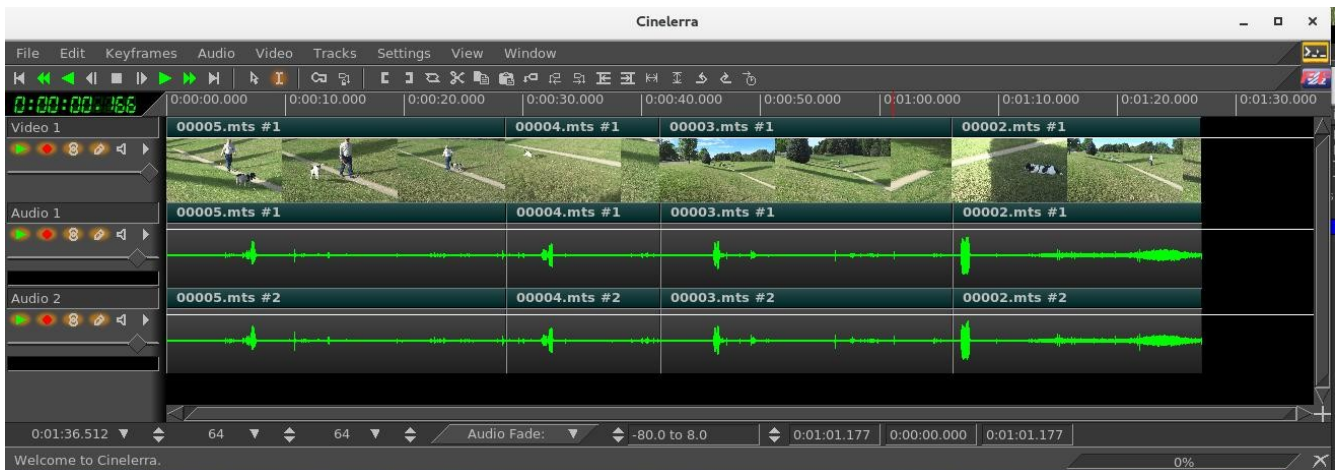 Cinelerra
File Edit Keyframes Audio Video Tracks Settings View Window
0:00:00.166 0:00:00.000 0:00:10.000 0:00:20.000 0:00:30.000 0:00:40.000 0:00:50.000 0:01:00.000 0:01:10.000 0:01:20.000 0:01:30.000
Video 1 00005.mts #1 00004.mts #1 00003.mts #1 00002.mts #1
Audio 1 00005.mts #1 00004.mts #1 00003.mts #1 00002.mts #1
Audio 2 00005.mts #2 00004.mts #2 00003.mts #2 00002.mts #2
0:01:36.512 64 64 Audio Fade: -80.0 to 8.0 0:01:01.177 0:00:00.000 0:01:01.177
Welcome to Cinelerra. 0%